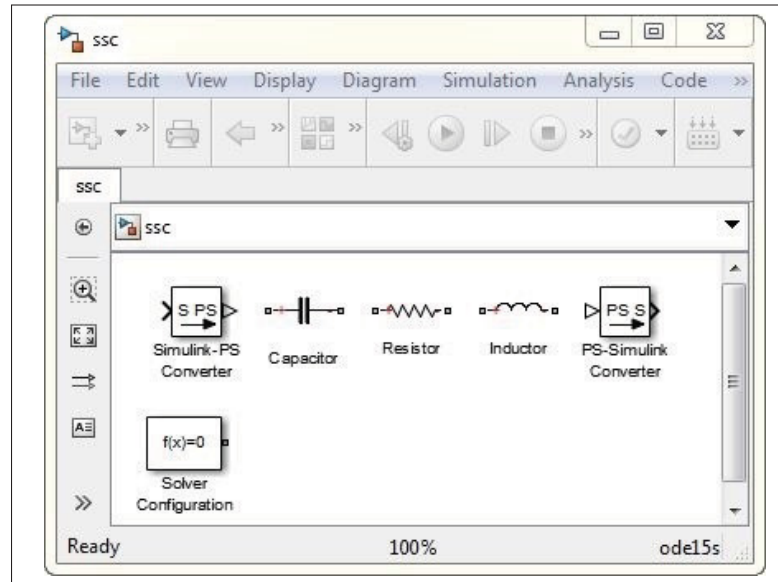 ssc
File Edit View Display Diagram Simulation Analysis Code »
ssc
ssc
S PS
PS S
Simulink-PS
Converter
Capacitor
Resistor
Inductor
PS-Simulink
Converter
f(x)=0
Solver
Configuration
Ready 100% ode15s